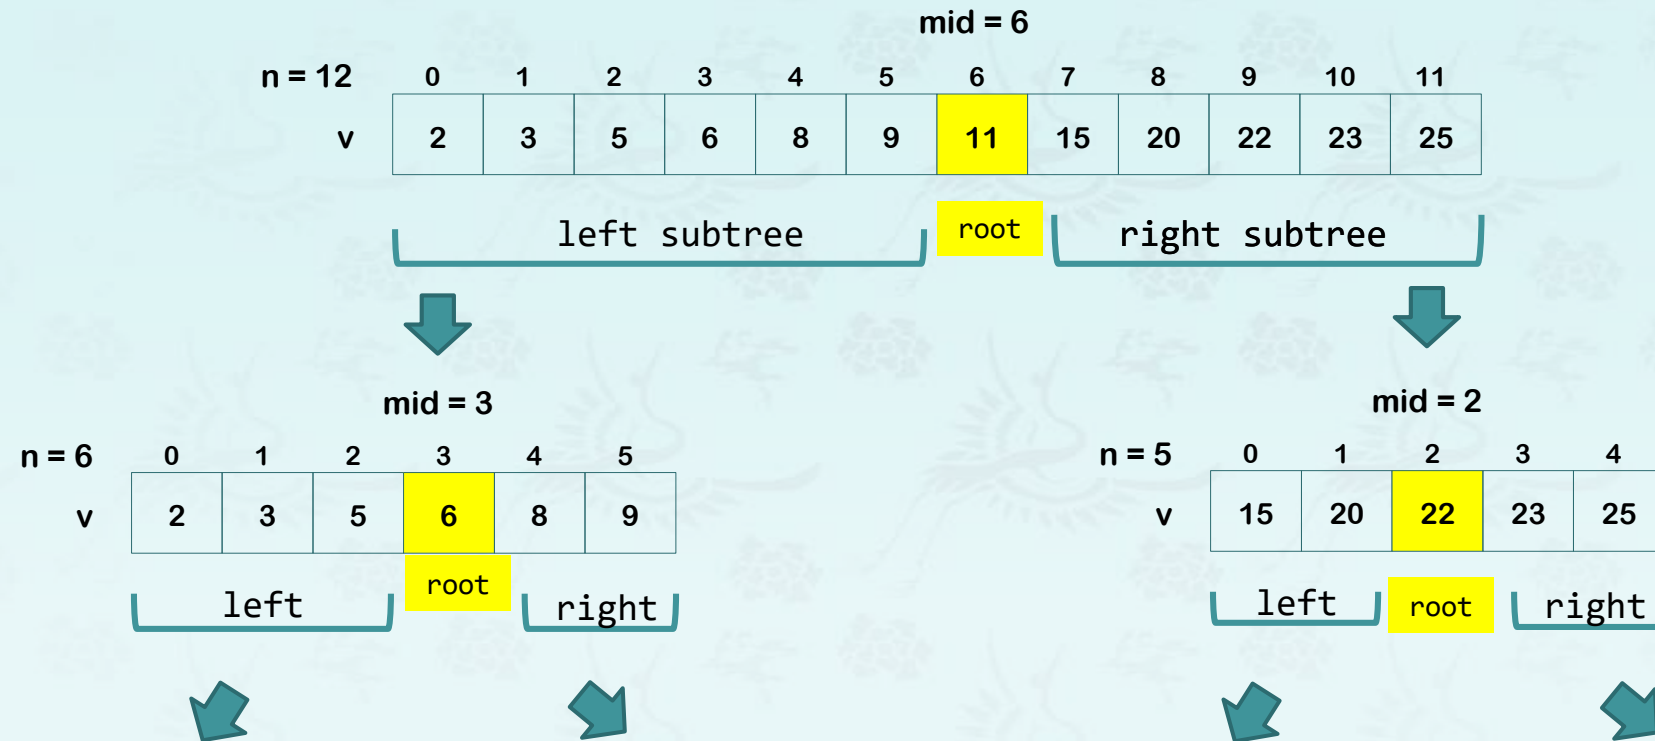 mid = 6
n = 12 0 1 2 3 4 5 6 7 8 9 10 11
v 2 3 5 6 8 9 11 15 20 22 23 25
left subtree root right subtree
mid = 3
n = 6 0 1 2 3 4 5
v 2 3 5 6 8 9
left root right
mid = 2
n = 5 0 1 2 3 4
v 15 20 22 23 25
left root right